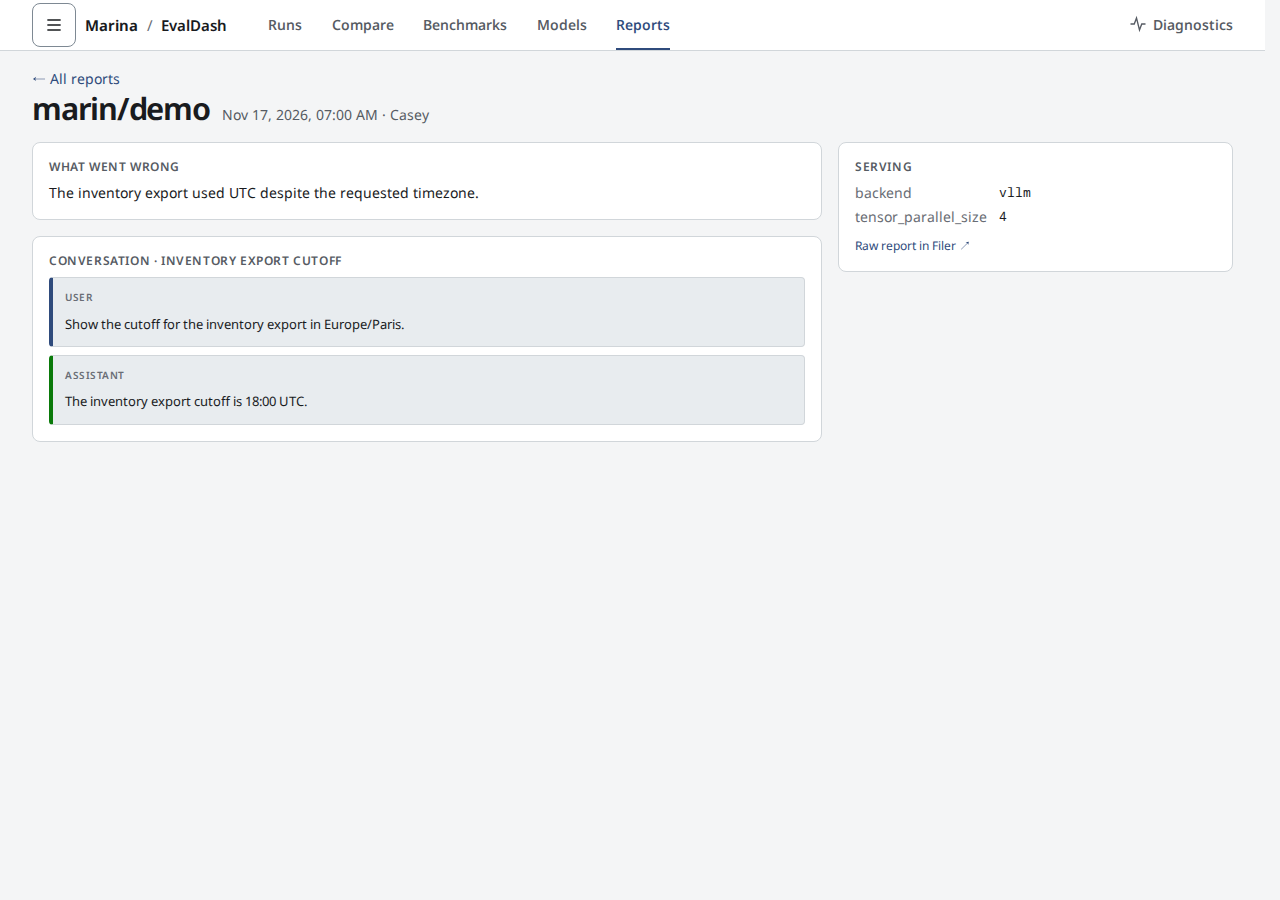 Marina / EvalDash Runs Compare Benchmarks Models Reports Diagnostics
← All reports
marin/demo Nov 17, 2026, 07:00 AM · Casey
WHAT WENT WRONG
The inventory export used UTC despite the requested timezone.
CONVERSATION · INVENTORY EXPORT CUTOFF
USER
Show the cutoff for the inventory export in Europe/Paris.
ASSISTANT
The inventory export cutoff is 18:00 UTC.
SERVING
backend vllm
tensor_parallel_size 4
Raw report in Filer ↗